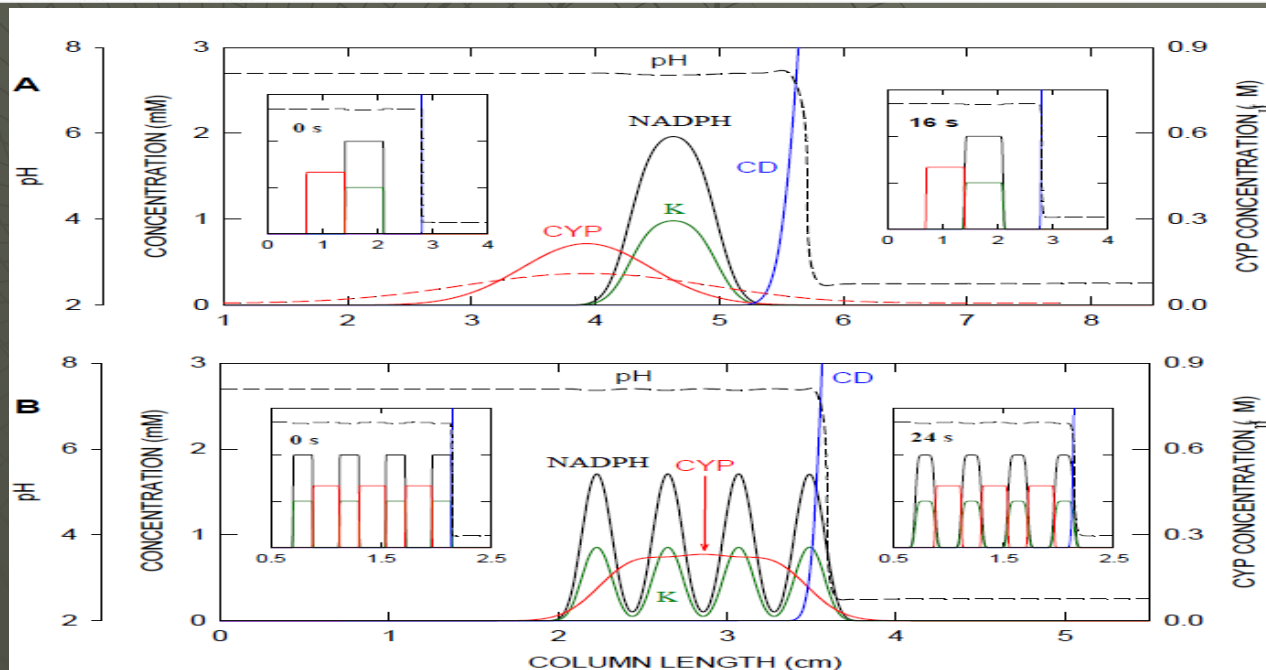 A
8
6
4
2
pH
CONCENTRATION (mM)
3
2
1
0
pH
NADPH
K
CYP
CD
0 s
0 1 2 3 4
16 s
0 1 2 3 4
0.9
0.6
0.3
0.0
CYP CONCENTRATION ( M)
1 2 3 4 5 6 7 8
B
8
6
4
2
pH
CONCENTRATION (mM)
3
2
1
0
pH
NADPH
CYP
K
CD
0 s
0.5 1.5 2.5
24 s
0.5 1.5 2.5
0.9
0.6
0.3
0.0
CYP CONCENTRATION ( M)
0 1 2 3 4 5
COLUMN LENGTH (cm)